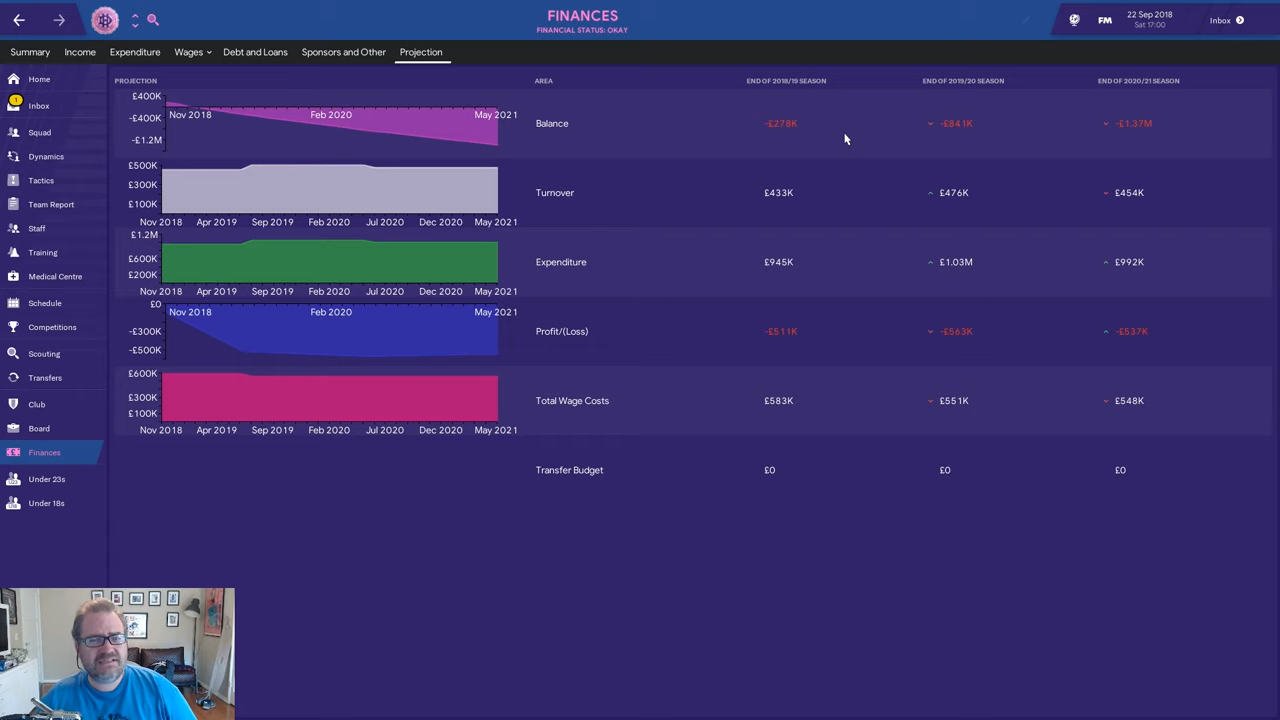 FINANCES
FINANCIAL STATUS: OKAY
FM
22 Sep 2018
Sat 17:00
Inbox
Summary Income Expenditure Wages Debt and Loans Sponsors and Other Projection
Home
1
Inbox
Squad
Dynamics
Tactics
Team Report
Staff
Training
Medical Centre
Schedule
Competitions
Scouting
Transfers
Club
Board
Finances
Under 23s
Under 18s
PROJECTION AREA END OF 2018/19 SEASON END OF 2019/20 SEASON END OF 2020/21 SEASON
£400K
-£400K
-£1.2M
Nov 2018 Feb 2020 May 2021
Balance -£278K -£841K -£1.37M
£500K
£300K
£100K
Nov 2018 Apr 2019 Sep 2019 Feb 2020 Jul 2020 Dec 2020 May 2021
Turnover £433K £476K £454K
£1.2M
£600K
£200K
Nov 2018 Apr 2019 Sep 2019 Feb 2020 Jul 2020 Dec 2020 May 2021
Expenditure £945K £1.03M £992K
£0
-£300K
-£500K
Nov 2018 Feb 2020 May 2021
Profit/(Loss) -£511K -£563K -£537K
£600K
£300K
£100K
Nov 2018 Apr 2019 Sep 2019 Feb 2020 Jul 2020 Dec 2020 May 2021
Total Wage Costs £583K £551K £548K
Transfer Budget £0 £0 £0